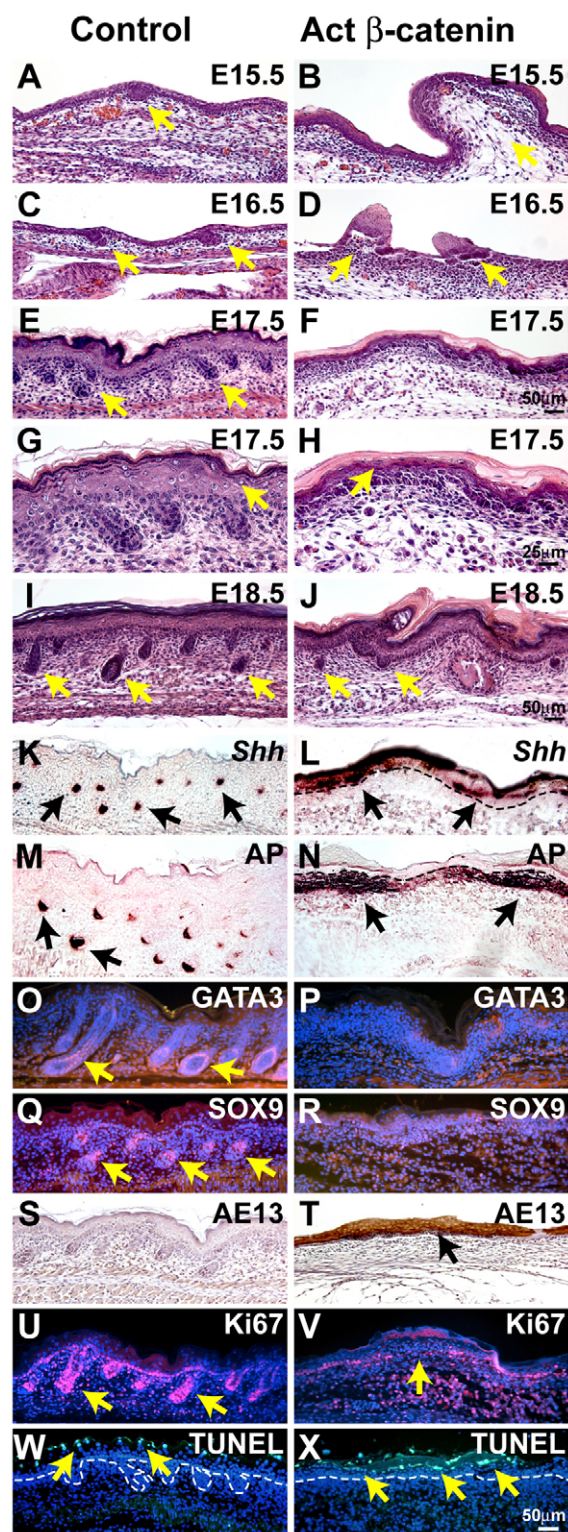 Control Act β-catenin
A E15.5 B E15.5
C E16.5 D E16.5
E E17.5 F E17.5
50μm
G E17.5 H E17.5
25μm
I E18.5 J E18.5
50μm
K Shh L Shh
M AP N AP
O GATA3 P GATA3
Q SOX9 R SOX9
S AE13 T AE13
U Ki67 V Ki67
W TUNEL X TUNEL
50μm